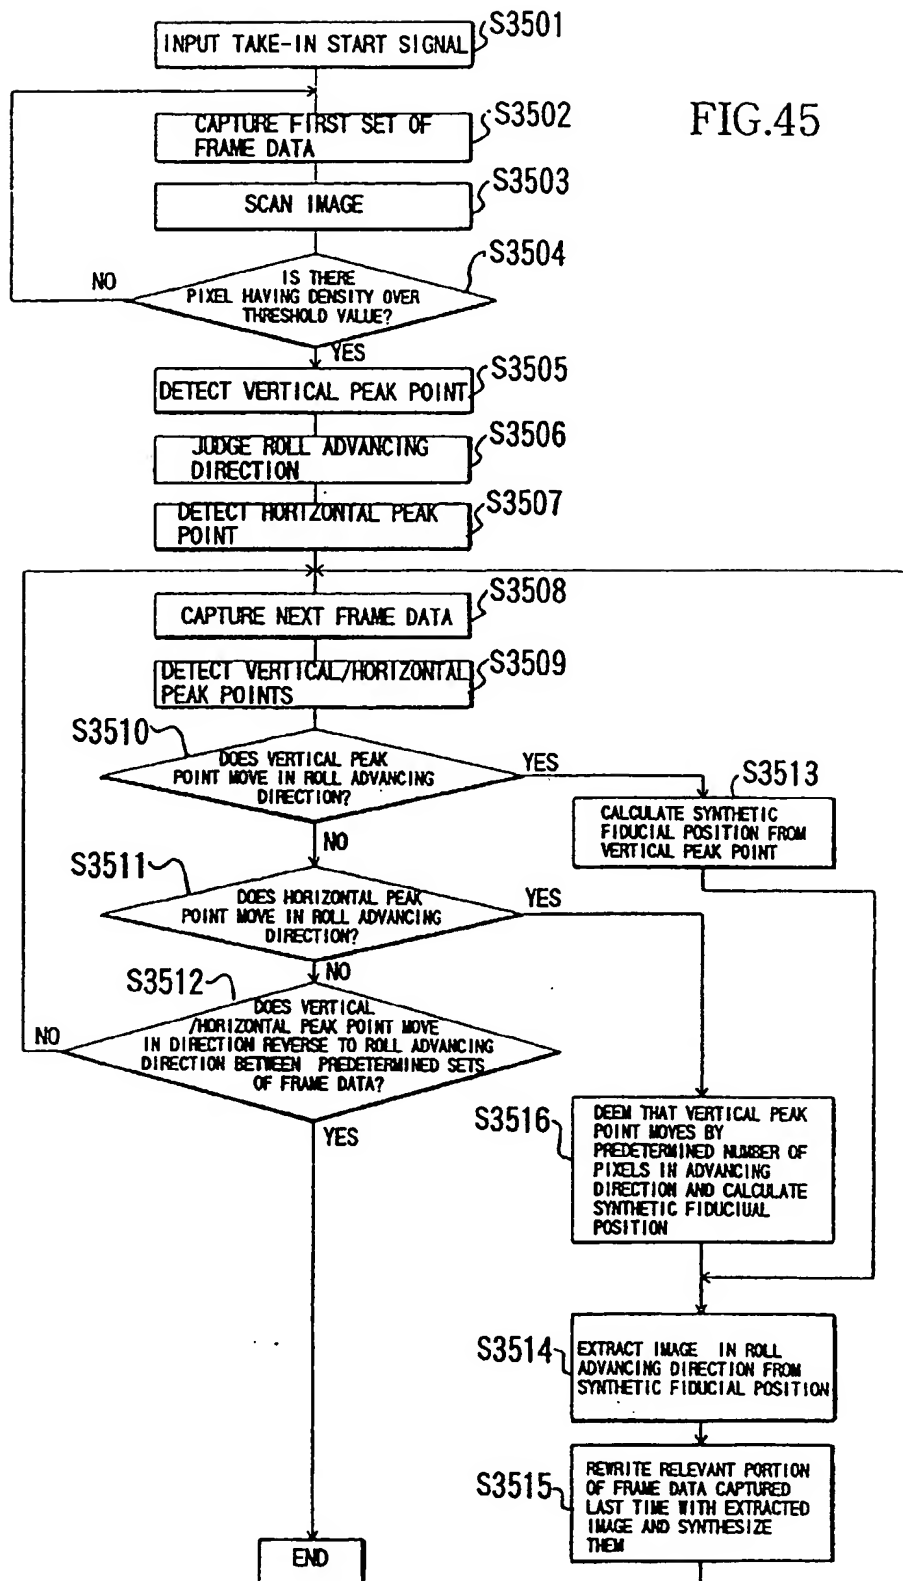 S3501
INPUT TAKE-IN START SIGNAL
FIG.45
S3502
CAPTURE FIRST SET OF
FRAME DATA
S3503
SCAN IMAGE
S3504
NO
IS THERE
PIXEL HAVING DENSITY OVER
THRESHOLD VALUE?
YES
S3505
DETECT VERTICAL PEAK POINT
S3506
JUDGE ROLL ADVANCING
DIRECTION
S3507
DETECT HORIZONTAL PEAK
POINT
S3508
CAPTURE NEXT FRAME DATA
S3509
DETECT VERTICAL/HORIZONTAL
PEAK POINTS
S3510
DOES VERTICAL PEAK
POINT MOVE IN ROLL ADVANCING
DIRECTION?
YES
NO
S3513
CALCULATE SYNTHETIC
FIDUCIAL POSITION FROM
VERTICAL PEAK POINT
S3511
DOES HORIZONTAL PEAK
POINT MOVE IN ROLL ADVANCING
DIRECTION?
YES
NO
S3512
DOES VERTICAL
/HORIZONTAL PEAK POINT MOVE
IN DIRECTION REVERSE TO ROLL ADVANCING
DIRECTION BETWEEN PREDETERMINED SETS
OF FRAME DATA?
NO
YES
S3516
DEEM THAT VERTICAL PEAK
POINT MOVES BY
PREDETERMINED NUMBER OF
PIXELS IN ADVANCING
DIRECTION AND CALCULATE
SYNTHETIC FIDUCIUAL
POSITION
S3514
EXTRACT IMAGE IN ROLL
ADVANCING DIRECTION FROM
SYNTHETIC FIDUCIAL POSITION
S3515
REWRITE RELEVANT PORTION
OF FRAME DATA CAPTURED
LAST TIME WITH EXTRACTED
IMAGE AND SYNTHESIZE
THEM
END